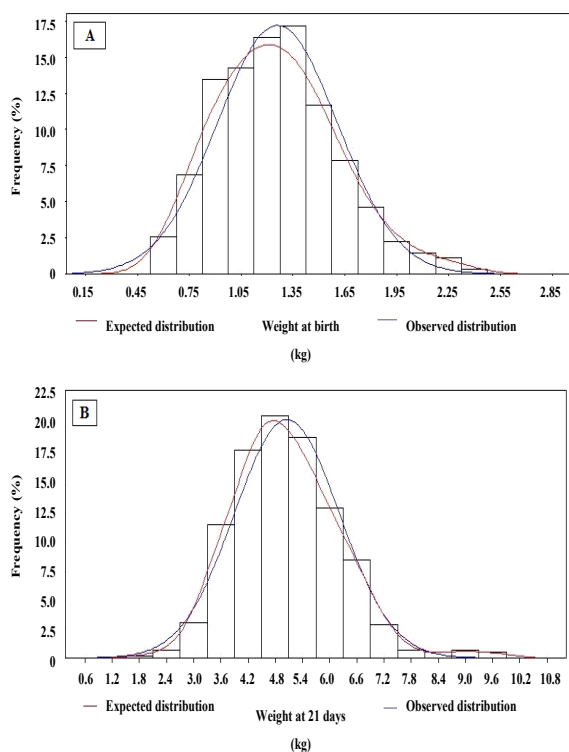 A
Frequency (%)
17.5
15.0
12.5
10.0
7.5
5.0
2.5
0
0.15 0.45 0.75 1.05 1.35 1.65 1.95 2.25 2.55 2.85
Expected distribution Weight at birth Observed distribution
(kg)
B
Frequency (%)
22.5
20.0
17.5
15.0
12.5
10.0
7.5
5.0
2.5
0
0.6 1.2 1.8 2.4 3.0 3.6 4.2 4.8 5.4 6.0 6.6 7.2 7.8 8.4 9.0 9.6 10.2 10.8
Expected distribution Weight at 21 days Observed distribution
(kg)